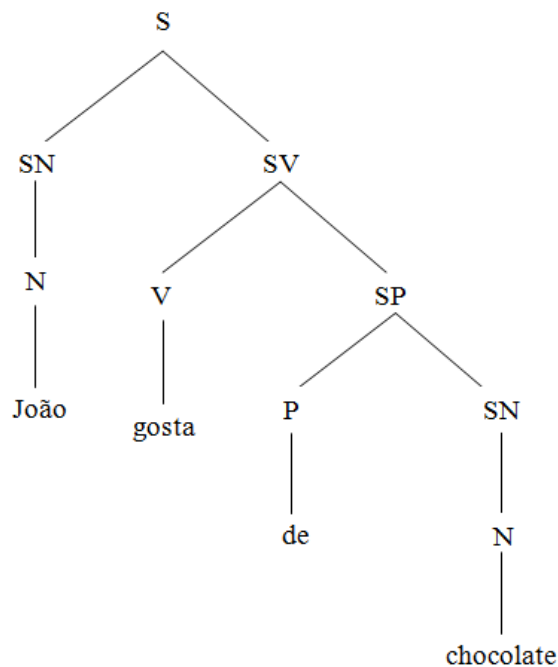 S
SN SV
N V SP
João gosta P SN
de N
chocolate